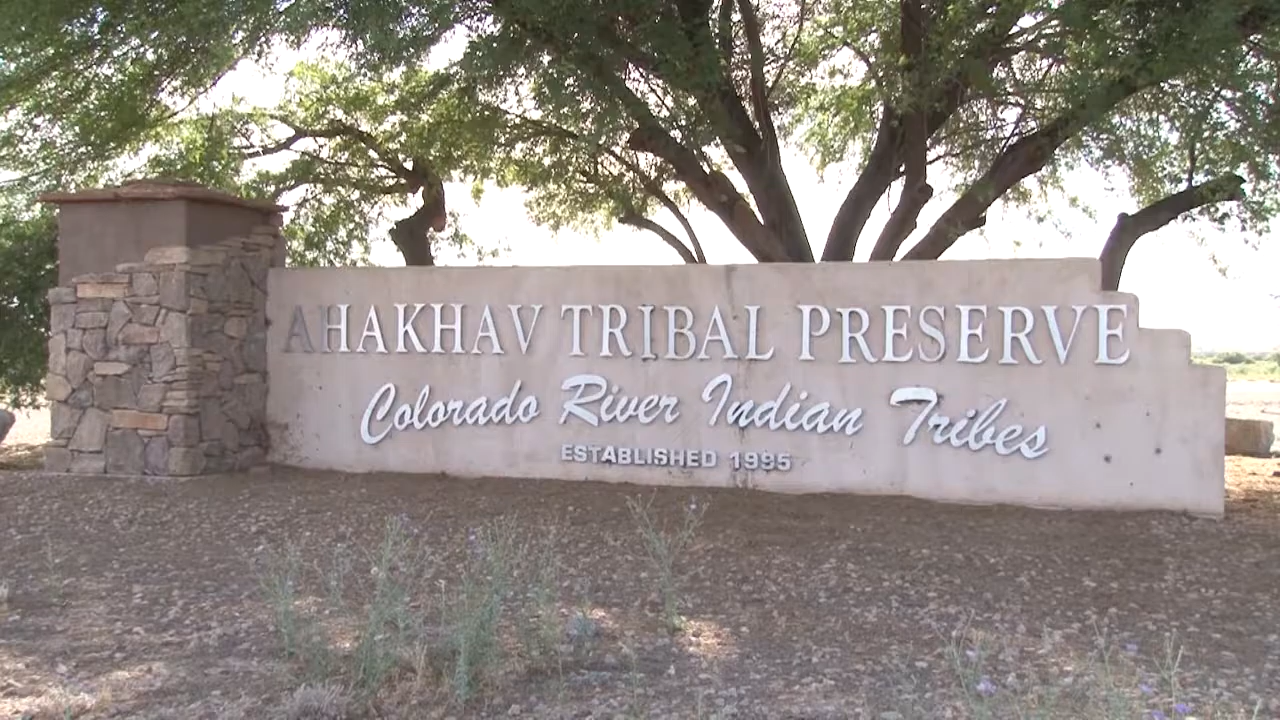 AHAKHAV TRIBAL PRESERVE
Colorado River Indian Tribes
ESTABLISHED 1995